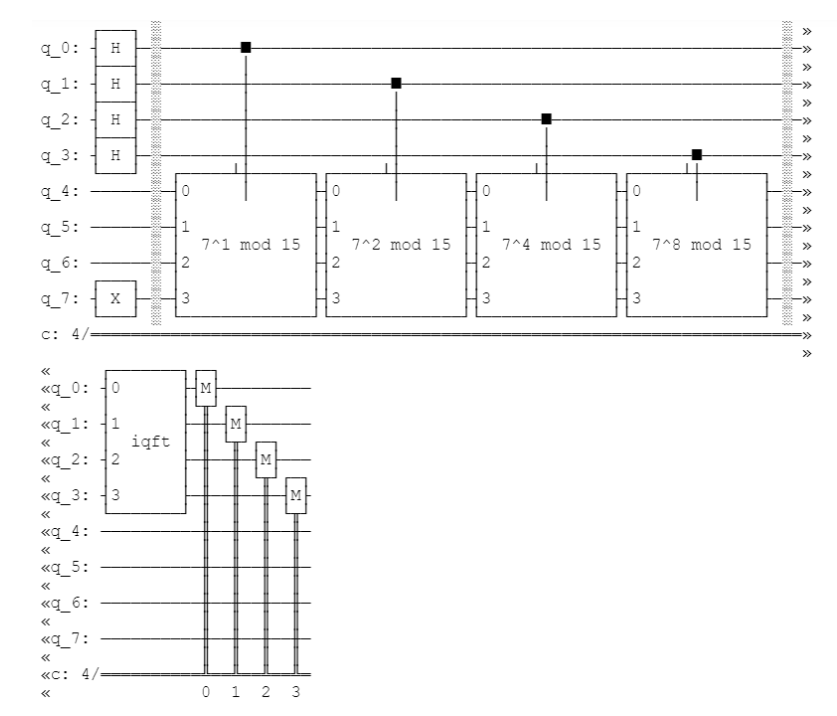 »
q_0: H »
»
q_1: H »
»
q_2: H »
»
q_3: H »
»
q_4: 0 0 0 0 »
»
q_5: 1 1 1 1 »
7^1 mod 15 7^2 mod 15 7^4 mod 15 7^8 mod 15 »
q_6: 2 2 2 2 »
»
q_7: X 3 3 3 3 »
»
c: 4/ »
»
«
«q_0: 0 M
«
«q_1: 1 M
« iqft
«q_2: 2 M
«
«q_3: 3 M
«
«q_4:
«
«q_5:
«
«q_6:
«
«q_7:
«
«c: 4/
« 0 1 2 3